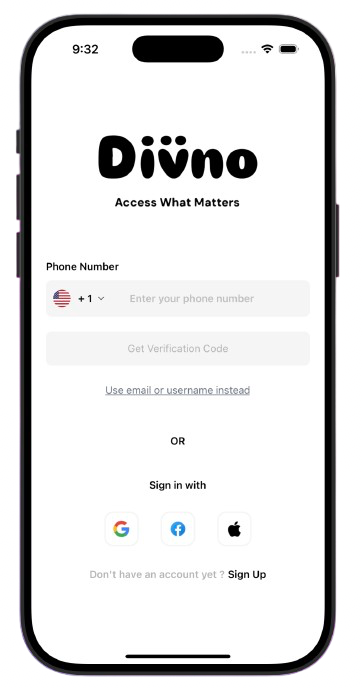 9:32
Divno
Access What Matters
Phone Number
+ 1 Enter your phone number
Get Verification Code
Use email or username instead
OR
Sign in with
Don't have an account yet ? Sign Up